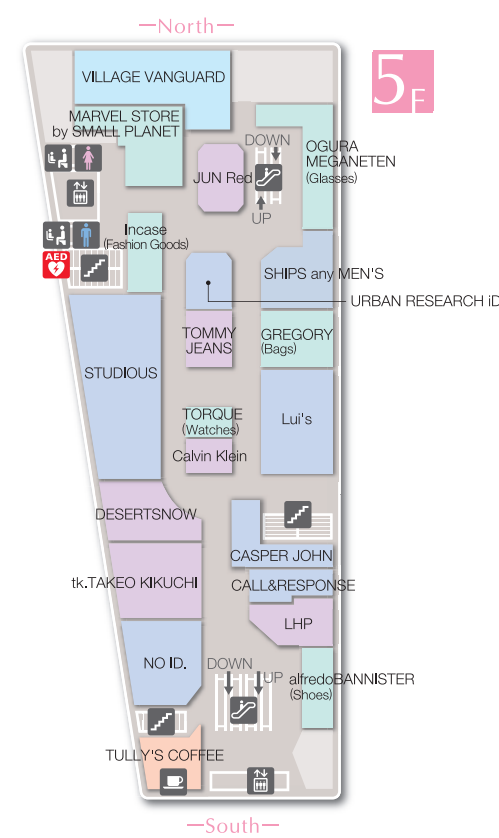 —North—
5F
VILLAGE VANGUARD
MARVEL STORE
by SMALL PLANET
DOWN
OGURA
MEGANETEN
(Glasses)
JUN Red
UP
Incase
(Fashion Goods)
AED
SHIPS any MEN'S
URBAN RESEARCH iD
TOMMY
JEANS
GREGORY
(Bags)
STUDIOUS
TORQUE
(Watches)
Lui's
Calvin Klein
DESERTSNOW
CASPER JOHN
tk.TAKEO KIKUCHI
CALL&RESPONSE
LHP
NO ID.
DOWN
UP
alfredoBANNISTER
(Shoes)
TULLY'S COFFEE
—South—